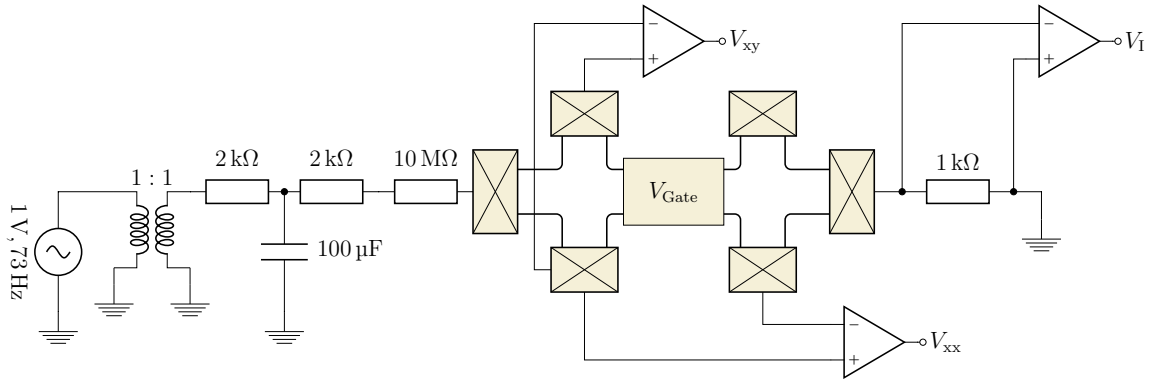 1 V, 73 Hz
1 : 1
2 kΩ
2 kΩ
10 MΩ
100 µF
V_Gate
−
+
V_xy
1 kΩ
−
+
V_I
−
+
V_xx